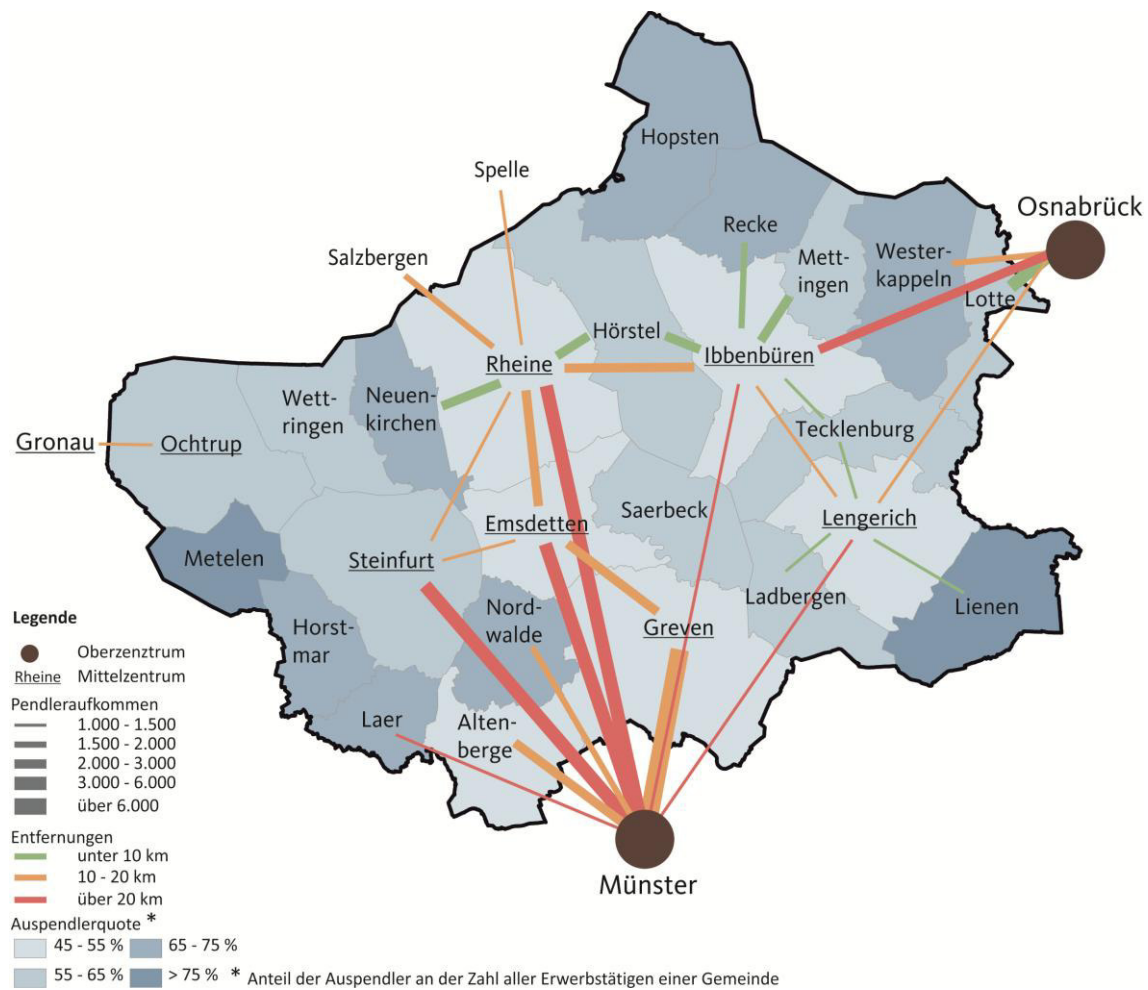 Hopsten
Spelle
Osnabrück
Recke
Salzbergen
Mett-
ingen
Wester-
kappeln
Lotte
Hörstel
Rheine
Ibbenbüren
Wett-
ringen
Neuen-
kirchen
Gronau
Ochtrup
Tecklenburg
Saerbeck
Emsdetten
Lengerich
Metelen
Steinfurt
Ladbergen
Lienen
Nord-
walde
Greven
Horst-
mar
Laer
Alten-
berge
Münster
Legende
Oberzenztrum
Rheine Mittelzentrum
Pendleraufkommen
1.000 - 1.500
1.500 - 2.000
2.000 - 3.000
3.000 - 6.000
über 6.000
Entfernungen
unter 10 km
10 - 20 km
über 20 km
Auspendlerquote *
45 - 55 % 65 - 75 %
55 - 65 % > 75 % * Anteil der Auspendler an der Zahl aller Erwerbstätigen einer Gemeinde